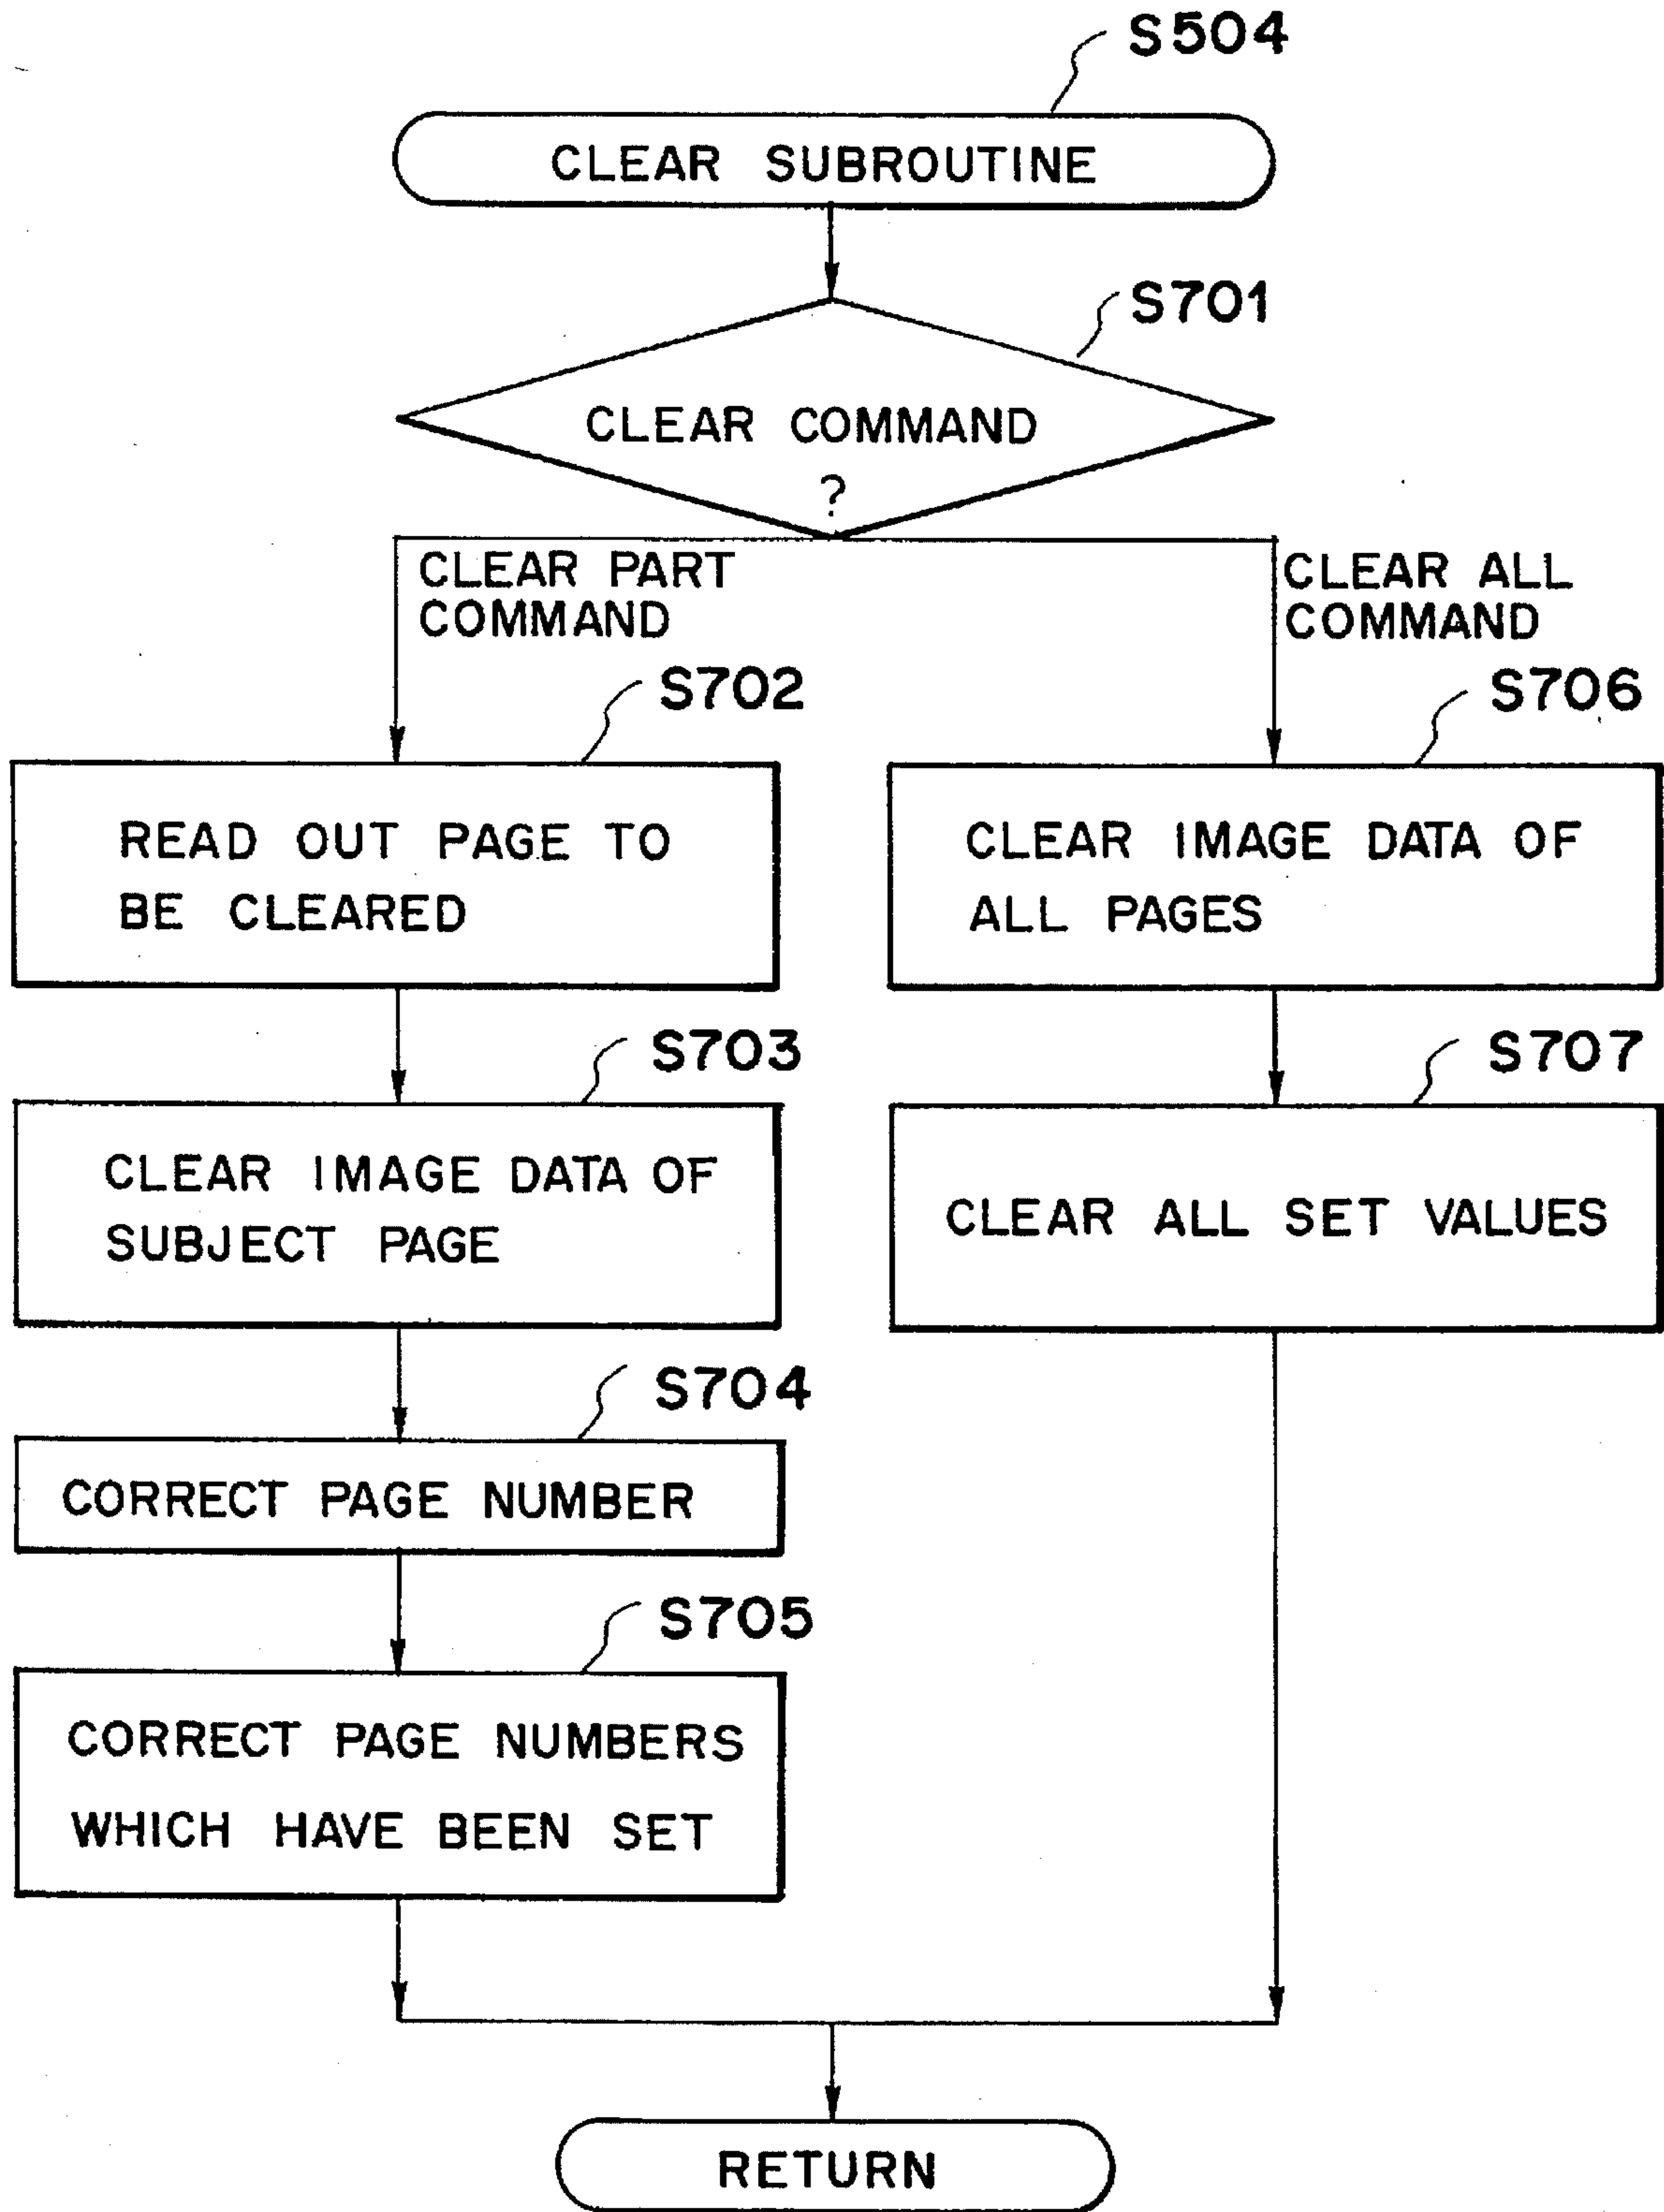 S504
CLEAR SUBROUTINE
S701
CLEAR COMMAND
?
CLEAR PART
COMMAND
CLEAR ALL
COMMAND
S702
READ OUT PAGE TO
BE CLEARED
S706
CLEAR IMAGE DATA OF
ALL PAGES
S703
CLEAR IMAGE DATA OF
SUBJECT PAGE
S707
CLEAR ALL SET VALUES
S704
CORRECT PAGE NUMBER
S705
CORRECT PAGE NUMBERS
WHICH HAVE BEEN SET
RETURN